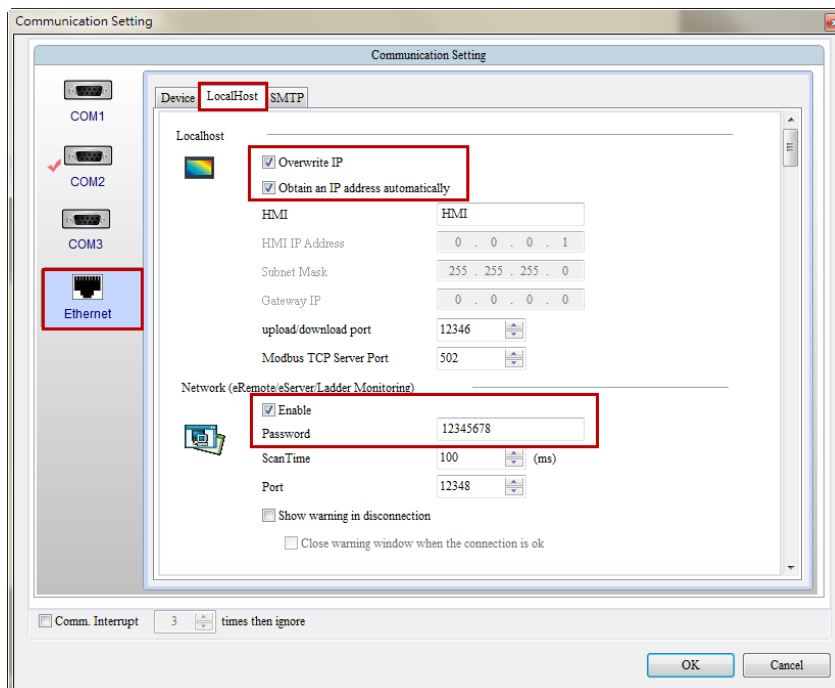 Communication Setting
Communication Setting
COM1
COM2
COM3
Ethernet
Device LocalHost SMTP
Localhost
Overwrite IP
Obtain an IP address automatically
HMI HMI
HMI IP Address 0 . 0 . 0 . 1
Subnet Mask 255 . 255 . 255 . 0
Gateway IP 0 . 0 . 0 . 0
upload/download port 12346
Modbus TCP Server Port 502
Network (eRemote/eServer/Ladder Monitoring)
Enable
Password 12345678
ScanTime 100 (ms)
Port 12348
Show warning in disconnection
Close warning window when the connection is ok
Comm. Interrupt 3 times then ignore
OK Cancel